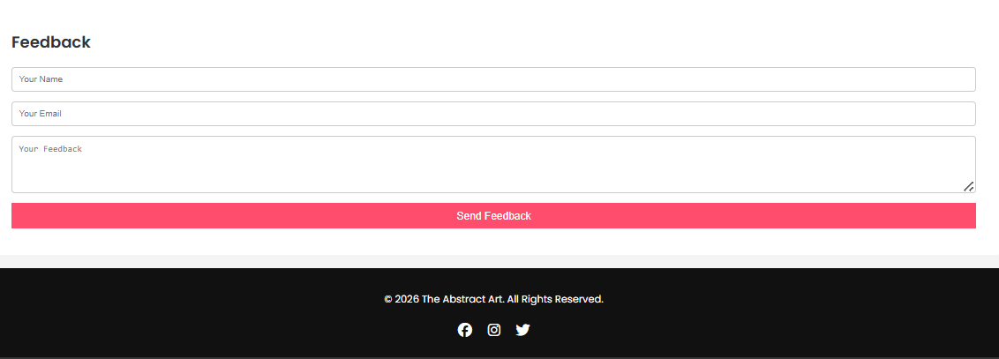 Feedback
Your Name
Your Email
Your Feedback
Send Feedback
© 2026 The Abstract Art. All Rights Reserved.